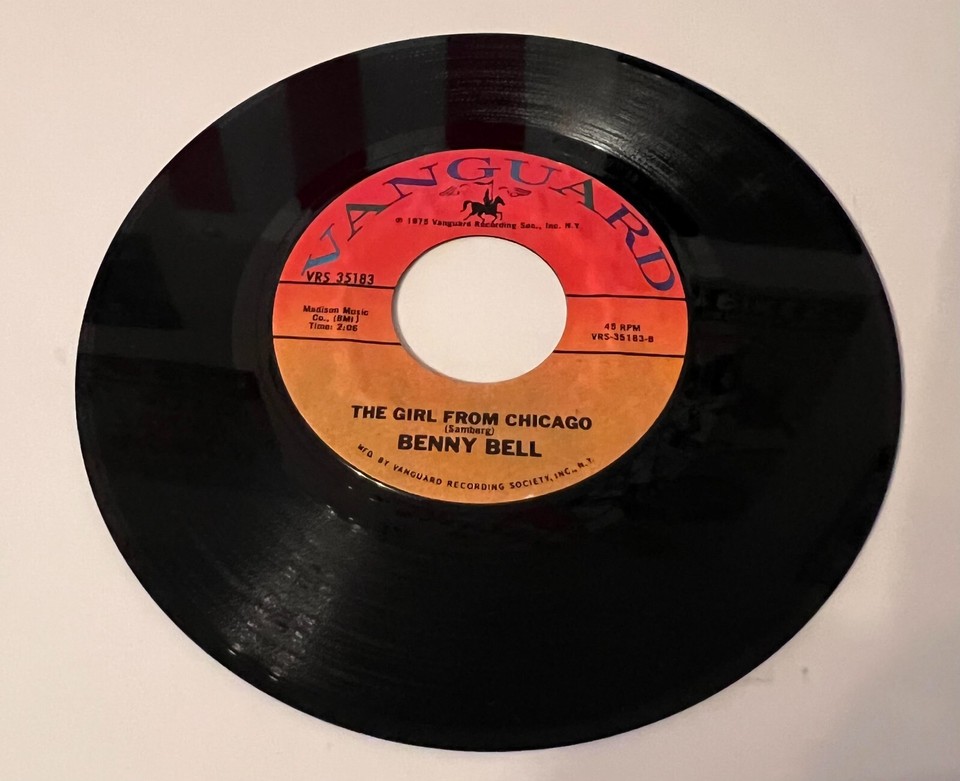 VANGUARD
℗ 1975 Vanguard Recording Soc., Inc. N.Y.
VRS 35183
Madison Music
Co., (BMI)
Time: 2:06
45 RPM
VRS-35183-B
THE GIRL FROM CHICAGO
(Samberg)
BENNY BELL
MFD BY VANGUARD RECORDING SOCIETY, INC., N.Y.